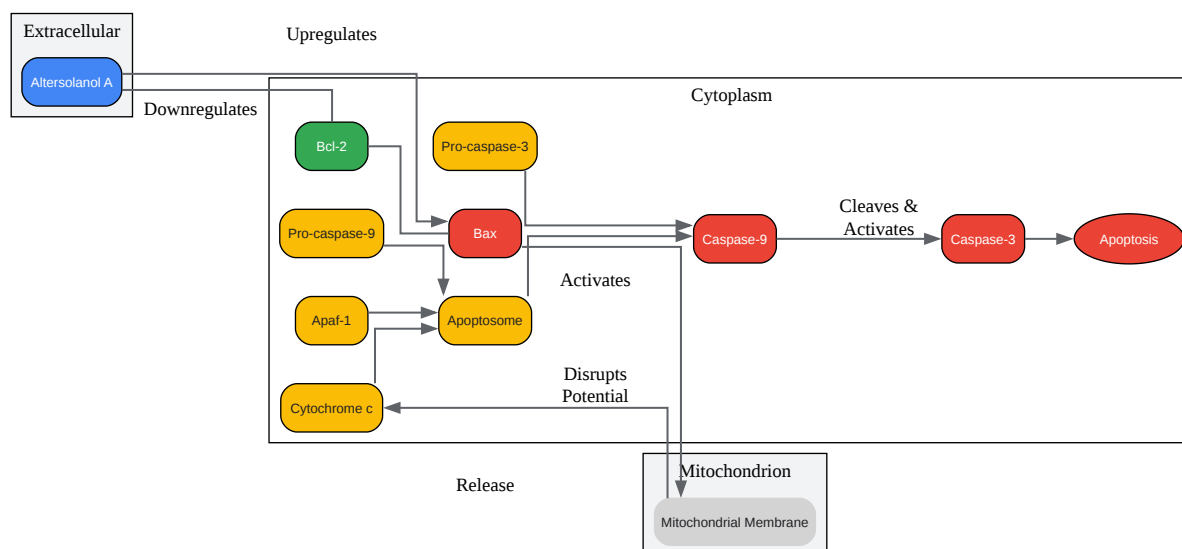 Extracellular
Upregulates
Altersolanol A
Cytoplasm
Downregulates
Bcl-2
Pro-caspase-3
Cleaves &
Activates
Pro-caspase-9
Bax
Caspase-9
Caspase-3
Apoptosis
Activates
Apaf-1
Apoptosome
Disrupts
Potential
Cytochrome c
Mitochondrion
Release
Mitochondrial Membrane